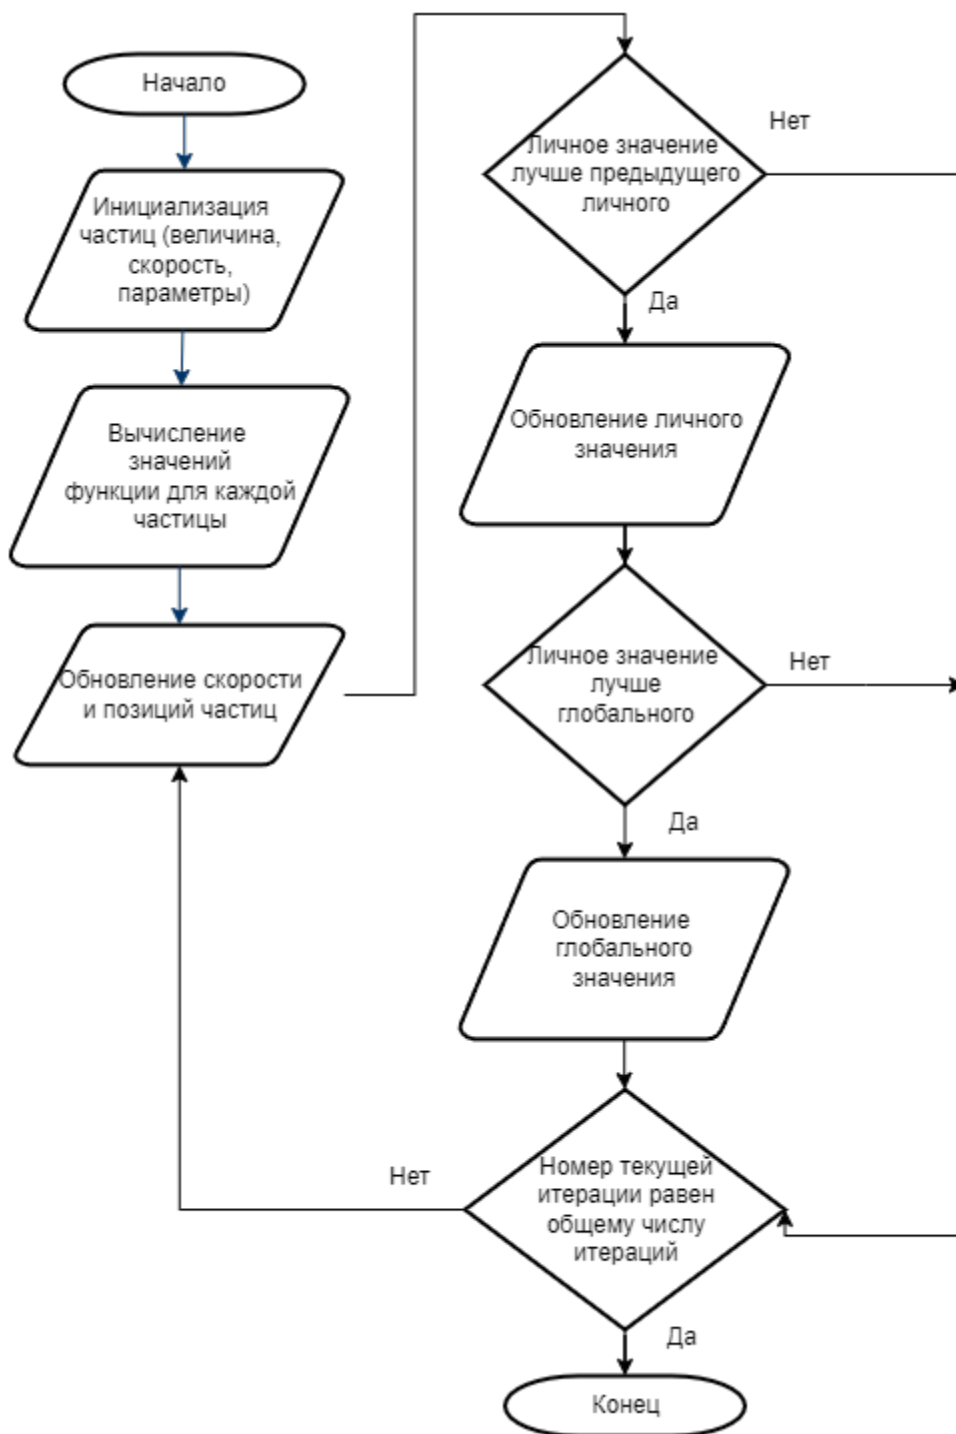 Начало
Инициализация
частиц (величина,
скорость,
параметры)
Вычисление
значений
функции для каждой
частицы
Обновление скорости
и позиций частиц
Личное значение
лучше предыдущего
личного
Нет
Да
Обновление личного
значения
Личное значение
лучше
глобального
Нет
Да
Обновление
глобального
значения
Номер текущей
итерации равен
общему числу
итераций
Нет
Да
Конец